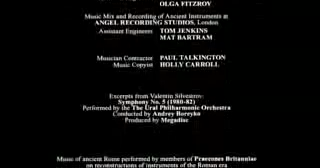 OLGA FITZROY
Music Mix and Recording of Ancient Instruments at
ANGEL RECORDING STUDIOS, London
Assistant Engineers TOM JENKINS
MAT BARTRAM
Musician Contractor PAUL TALKINGTON
Music Copyist HOLLY CARROLL
Excerpts from Valentin Silvestrov:
Symphony No. 5 (1980-82)
Performed by the The Ural Philharmonic Orchestra
Conducted by Andrey Boreyko
Produced by Megadisc
Music of ancient Rome performed by members of Praecones Britanniae
on reconstructions of instruments of the Roman era